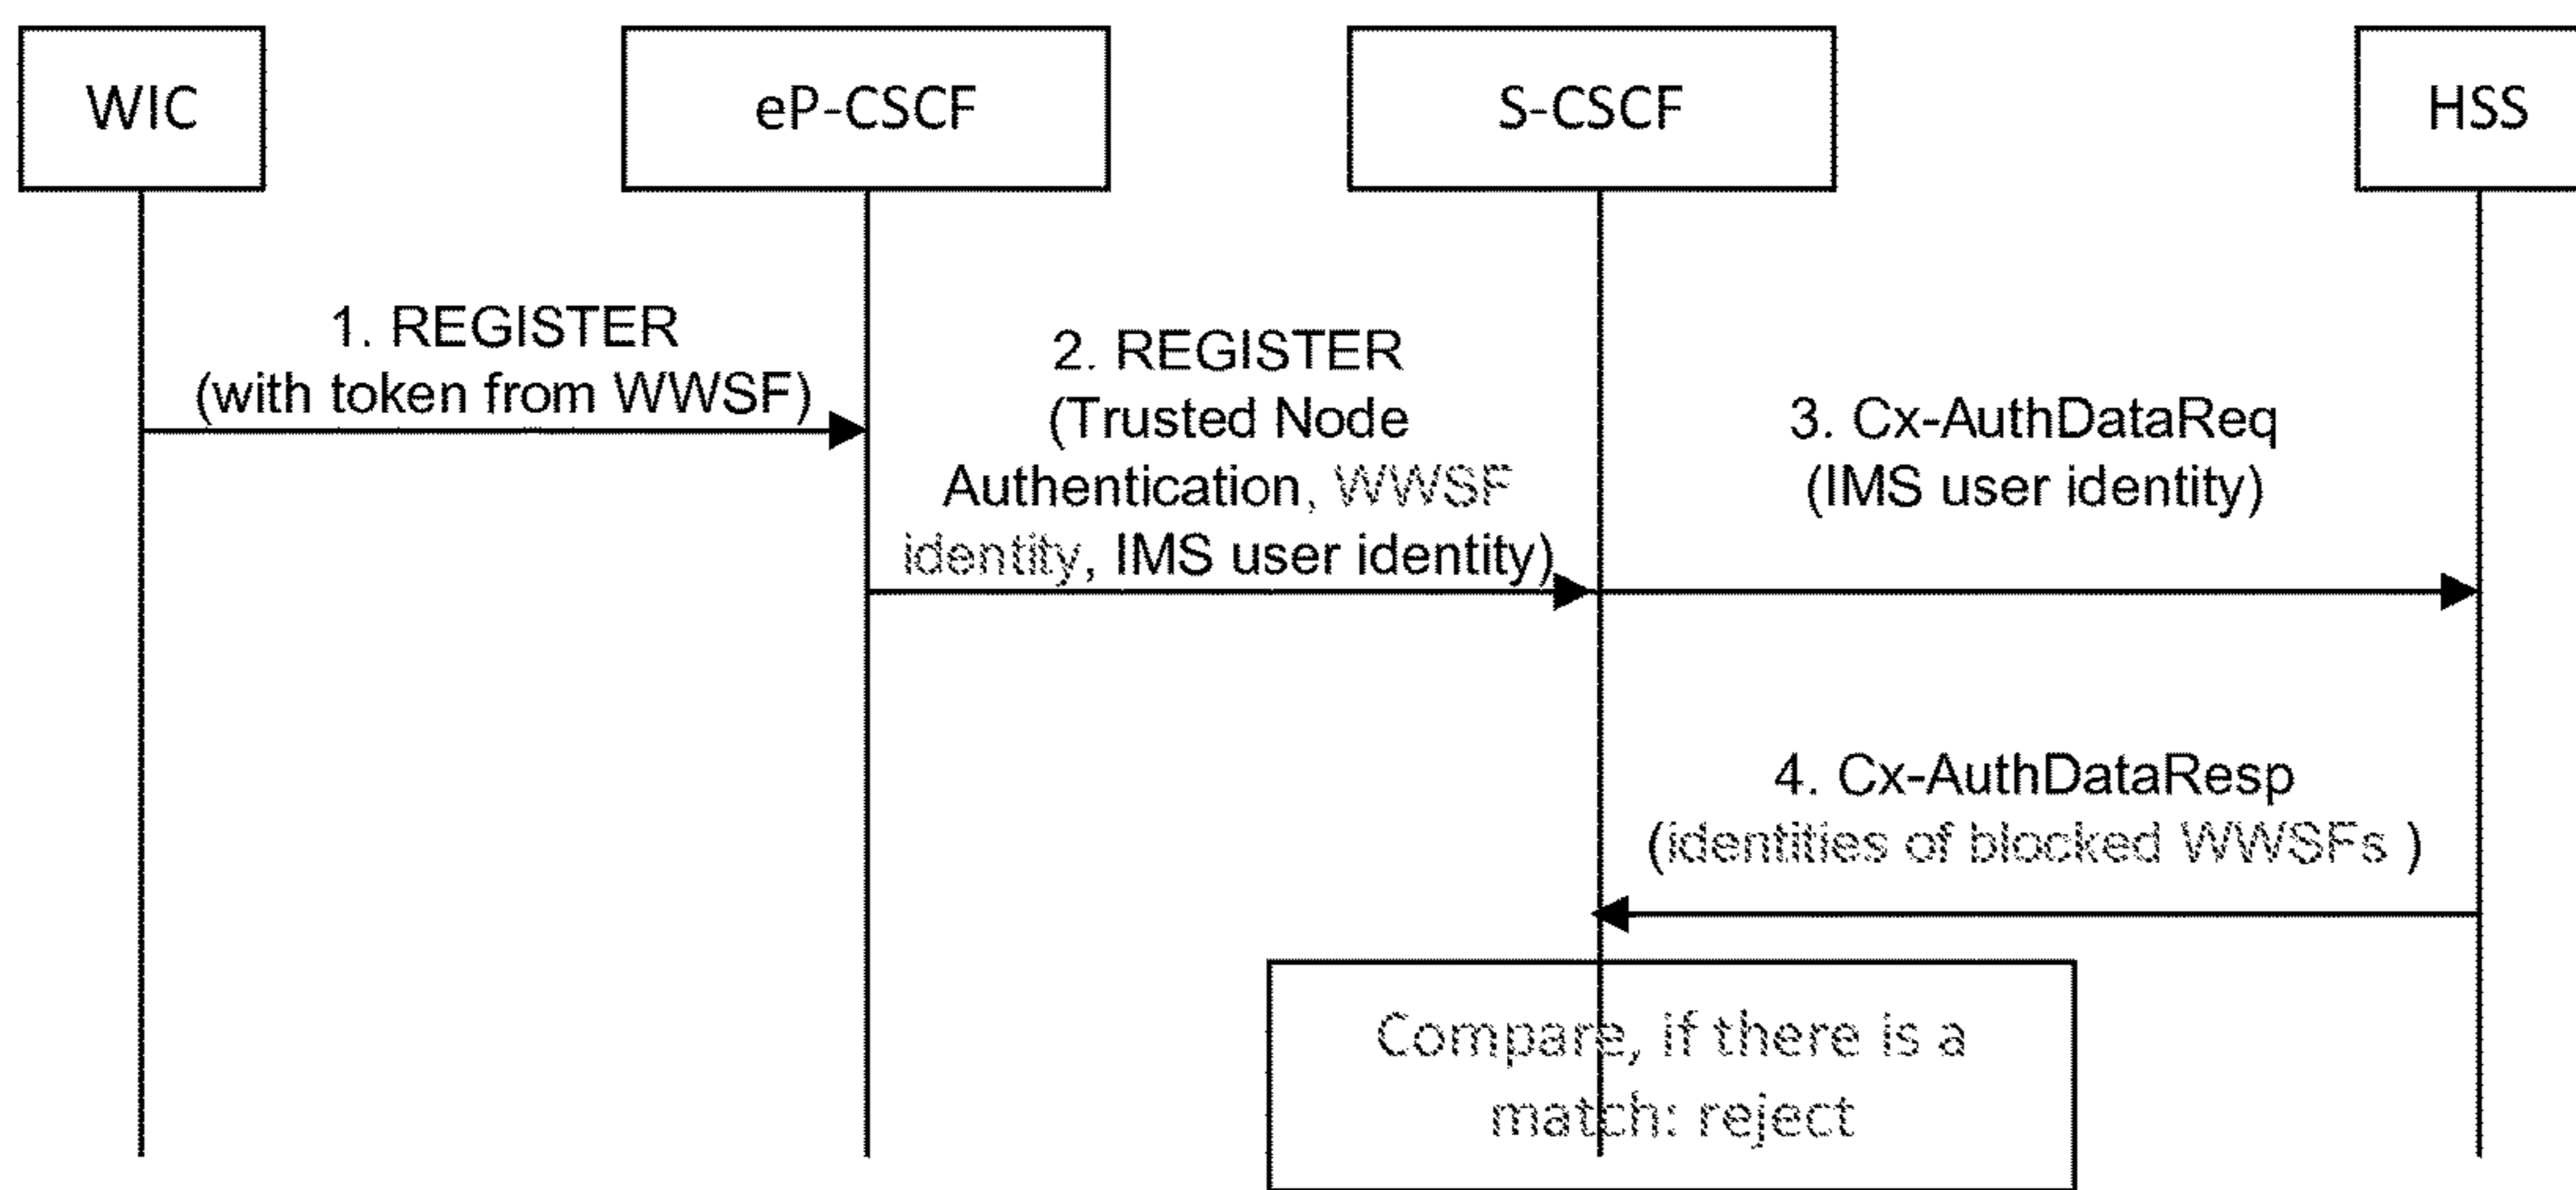 WIC
eP-CSCF
S-CSCF
HSS
1. REGISTER
(with token from WWSF)
2. REGISTER
(Trusted Node
Authentication, WWSF
identity, IMS user identity)
3. Cx-AuthDataReq
(IMS user identity)
4. Cx-AuthDataResp
(identities of blocked WWSFs )
Compare, if there is a
match: reject